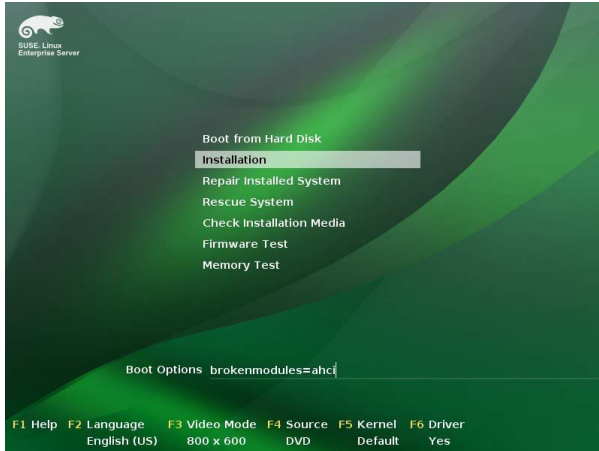 SUSE. Linux
Enterprise Server
Boot from Hard Disk
Installation
Repair Installed System
Rescue System
Check Installation Media
Firmware Test
Memory Test
Boot Options brokenmodules=ahci
F1 Help F2 Language F3 Video Mode F4 Source F5 Kernel F6 Driver
English (US) 800 x 600 DVD Default Yes